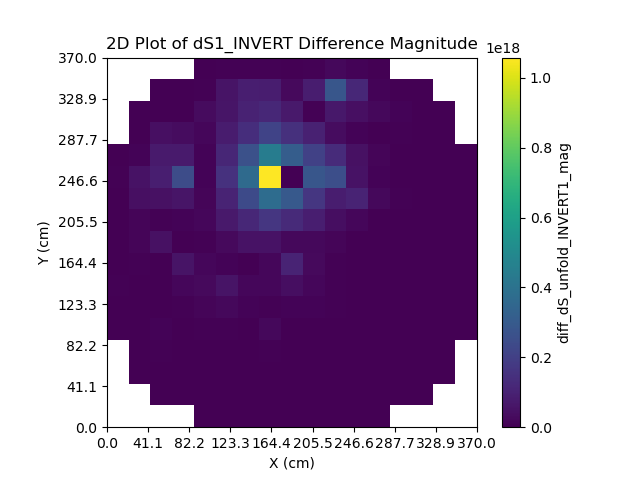 2D Plot of dS1_INVERT Difference Magnitude
1e18
370.0
328.9
287.7
246.6
205.5
164.4
123.3
82.2
41.1
0.0
Y (cm)
0.0 41.1 82.2 123.3 164.4 205.5 246.6 287.7 328.9 370.0
X (cm)
1.0
0.8
0.6
0.4
0.2
0.0
diff_dS_unfold_INVERT1_mag